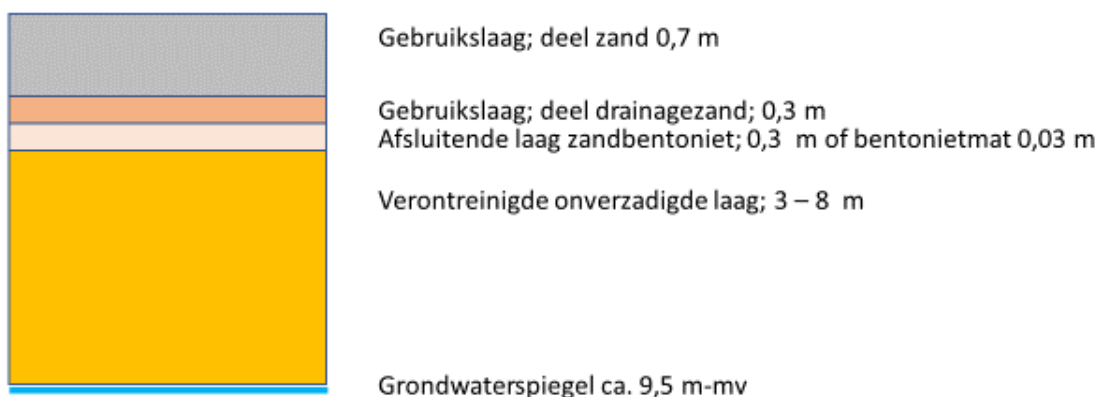 Gebruikslaag; deel zand 0,7 m
Gebruikslaag; deel drainagezand; 0,3 m
Afsluitende laag zandbentoniet; 0,3 m of bentonietmat 0,03 m
Verontreinigde onverzadigde laag; 3 – 8 m
Grondwaterspiegel ca. 9,5 m-mv